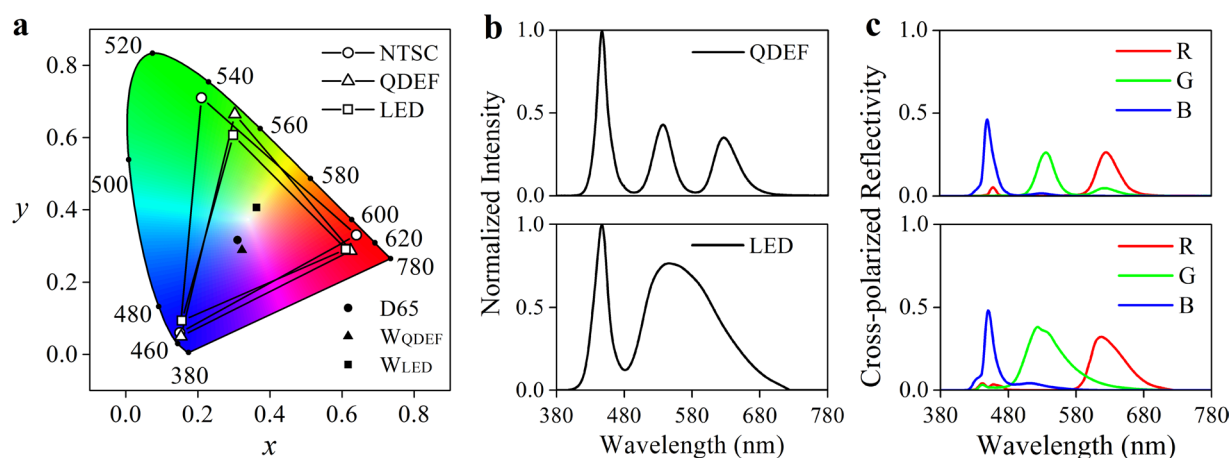 a
0.8
0.6
0.4
0.2
0.0
y
0.0 0.2 0.4 0.6 0.8
x
520
540
560
580
600
620
780
500
480
460
380
NTSC
QDEF
LED
D65
WQDEF
WLED
b
1.0
0.5
0.0
QDEF
1.0
0.5
0.0
LED
Normalized Intensity
380 480 580 680 780
Wavelength (nm)
c
1.0
0.5
0.0
R
G
B
1.0
0.5
0.0
R
G
B
Cross-polarized Reflectivity
380 480 580 680 780
Wavelength (nm)